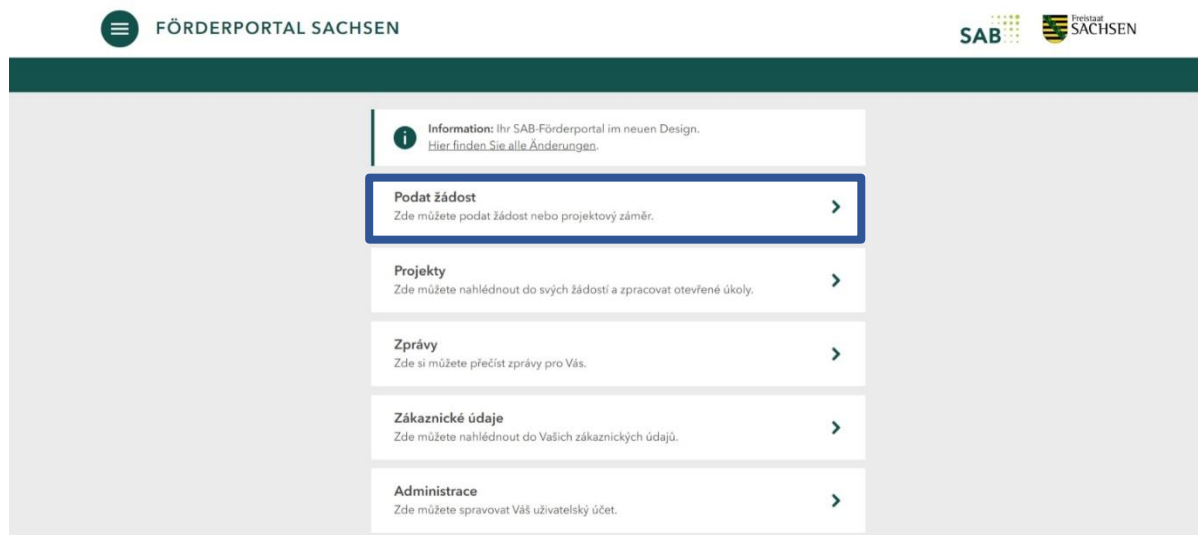 FÖRDERPORTAL SACHSEN
SAB
Freistaat
SACHSEN
Information: Ihr SAB-Förderportal im neuen Design.
Hier finden Sie alle Änderungen.
Podat žádost
Zde můžete podat žádost nebo projektový záměr.
Projekty
Zde můžete nahlédnout do svých žádostí a zpracovat otevřené úkoly.
Zprávy
Zde si můžete přečíst zprávy pro Vás.
Zákaznické údaje
Zde můžete nahlédnout do Vašich zákaznických údajů.
Administrace
Zde můžete spravovat Váš uživatelský účet.